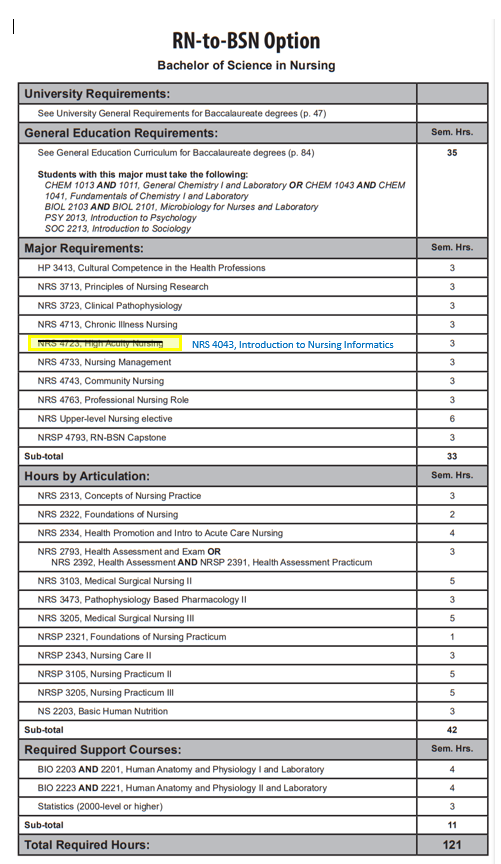 RN-to-BSN Option
Bachelor of Science in Nursing
University Requirements:
See University General Requirements for Baccalaureate degrees (p. 47)
General Education Requirements: Sem. Hrs.
See General Education Curriculum for Baccalaureate degrees (p. 84) 35
Students with this major must take the following:
CHEM 1013 AND 1011, General Chemistry I and Laboratory OR CHEM 1043 AND CHEM
1041, Fundamentals of Chemistry I and Laboratory
BIOL 2103 AND BIOL 2101, Microbiology for Nurses and Laboratory
PSY 2013, Introduction to Psychology
SOC 2213, Introduction to Sociology
Major Requirements: Sem. Hrs.
HP 3413, Cultural Competence in the Health Professions 3
NRS 3713, Principles of Nursing Research 3
NRS 3723, Clinical Pathophysiology 3
NRS 4713, Chronic Illness Nursing 3
NRS 4723, High Acuity Nursing NRS 4043, Introduction to Nursing Informatics 3
NRS 4733, Nursing Management 3
NRS 4743, Community Nursing 3
NRS 4763, Professional Nursing Role 3
NRS Upper-level Nursing elective 6
NRSP 4793, RN-BSN Capstone 3
Sub-total 33
Hours by Articulation: Sem. Hrs.
NRS 2313, Concepts of Nursing Practice 3
NRS 2322, Foundations of Nursing 2
NRS 2334, Health Promotion and Intro to Acute Care Nursing 4
NRS 2793, Health Assessment and Exam OR 3
NRS 2392, Health Assessment AND NRSP 2391, Health Assessment Practicum
NRS 3103, Medical Surgical Nursing II 5
NRS 3473, Pathophysiology Based Pharmacology II 3
NRS 3205, Medical Surgical Nursing III 5
NRSP 2321, Foundations of Nursing Practicum 1
NRSP 2343, Nursing Care II 3
NRSP 3105, Nursing Practicum II 5
NRSP 3205, Nursing Practicum III 5
NS 2203, Basic Human Nutrition 3
Sub-total 42
Required Support Courses: Sem. Hrs.
BIO 2203 AND 2201, Human Anatomy and Physiology I and Laboratory 4
BIO 2223 AND 2221, Human Anatomy and Physiology II and Laboratory 4
Statistics (2000-level or higher) 3
Sub-total 11
Total Required Hours: 121